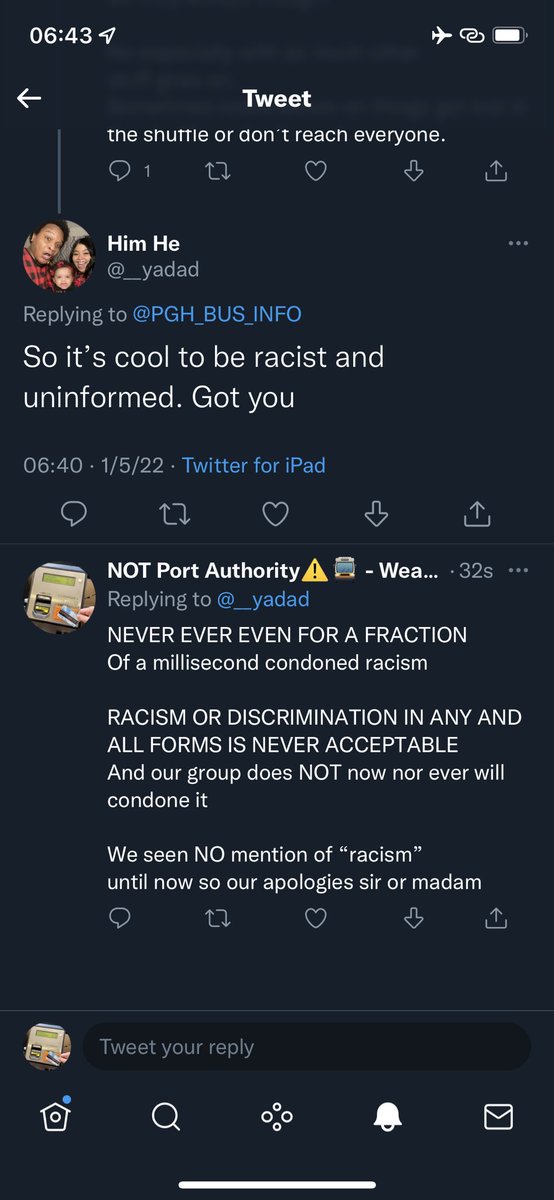 06:43
Tweet
the shuffle or don't reach everyone.
1
Him He
@__yadad
Replying to @PGH_BUS_INFO
So it's cool to be racist and
uninformed. Got you
06:40 · 1/5/22 · Twitter for iPad
NOT Port Authority⚠️🚍 - Wea... · 32s
Replying to @__yadad
NEVER EVER EVEN FOR A FRACTION
Of a millisecond condoned racism
RACISM OR DISCRIMINATION IN ANY AND
ALL FORMS IS NEVER ACCEPTABLE
And our group does NOT now nor ever will
condone it
We seen NO mention of “racism”
until now so our apologies sir or madam
Tweet your reply